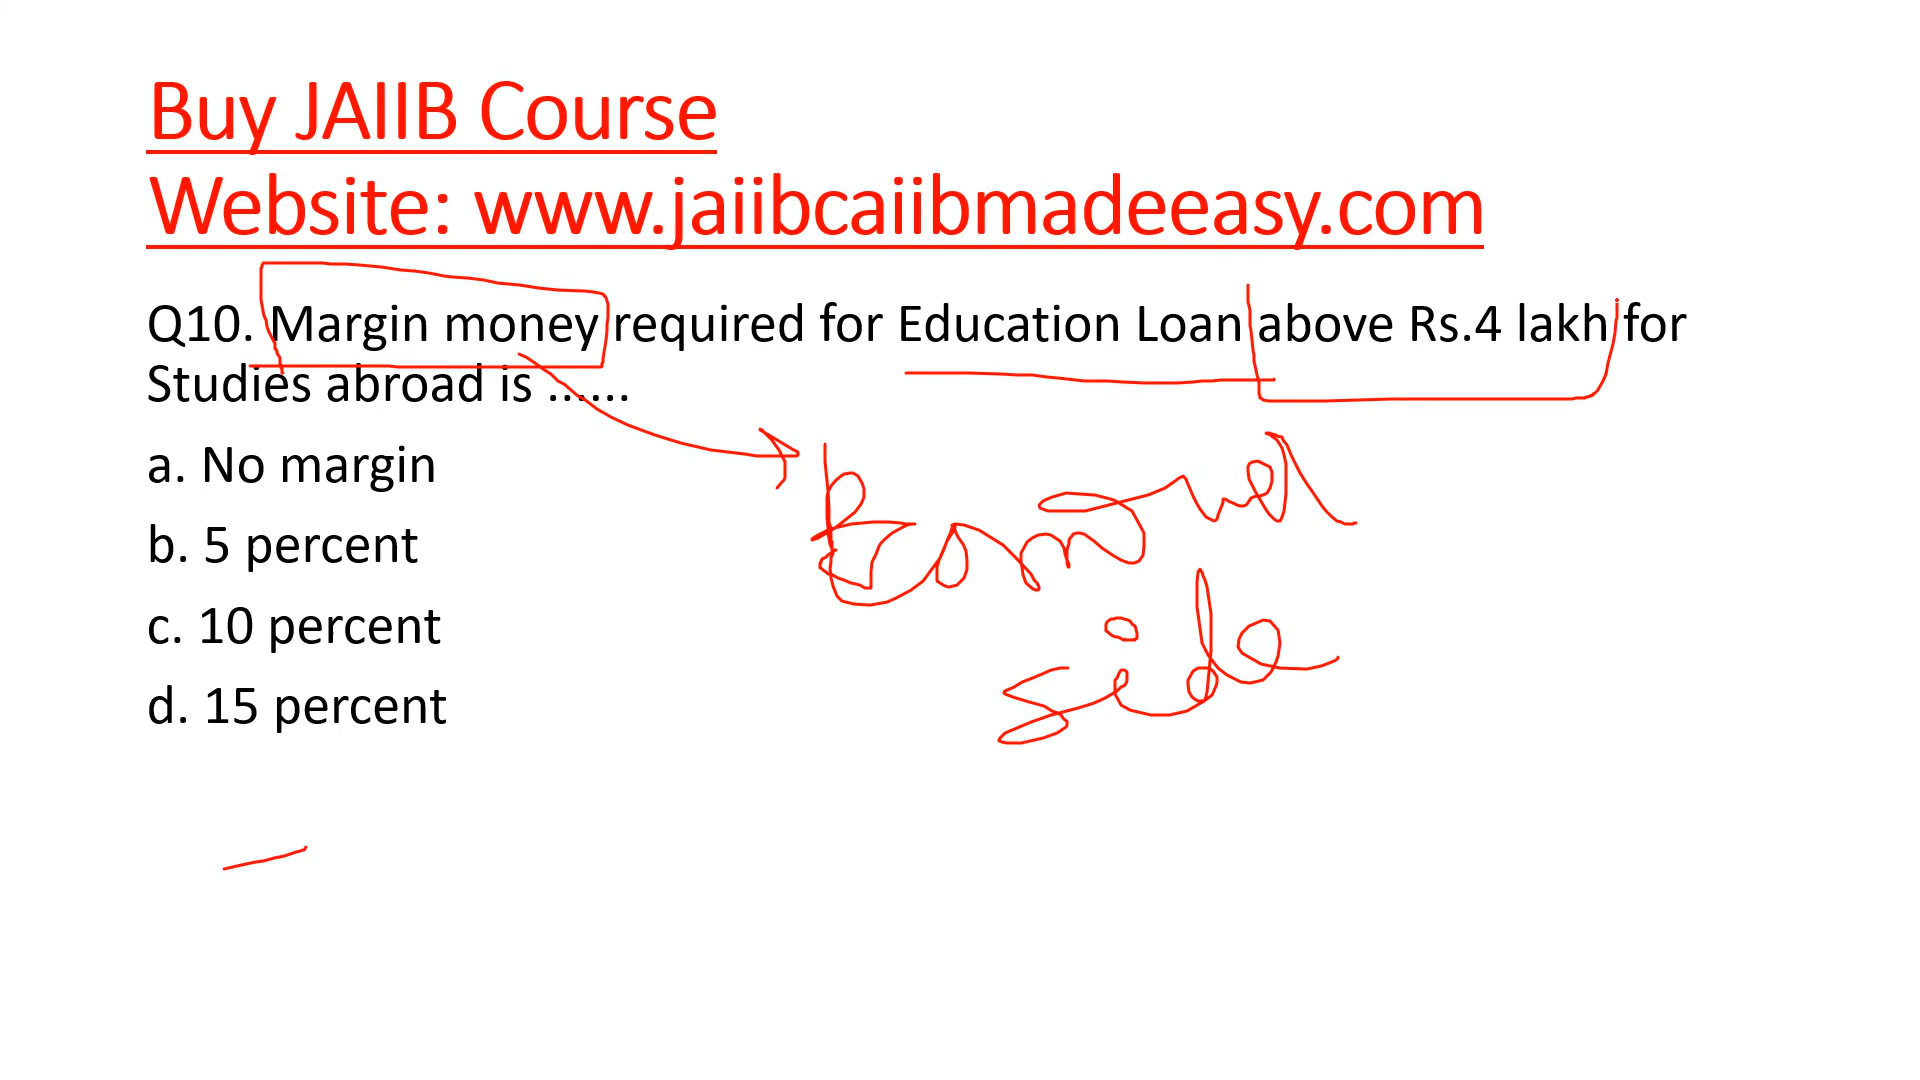 Buy JAIIB Course
Website: www.jaiibcaiibmadeeasy.com
Q10. Margin money required for Education Loan above Rs.4 lakh for
Studies abroad is ......
a. No margin
b. 5 percent
c. 10 percent
d. 15 percent
side